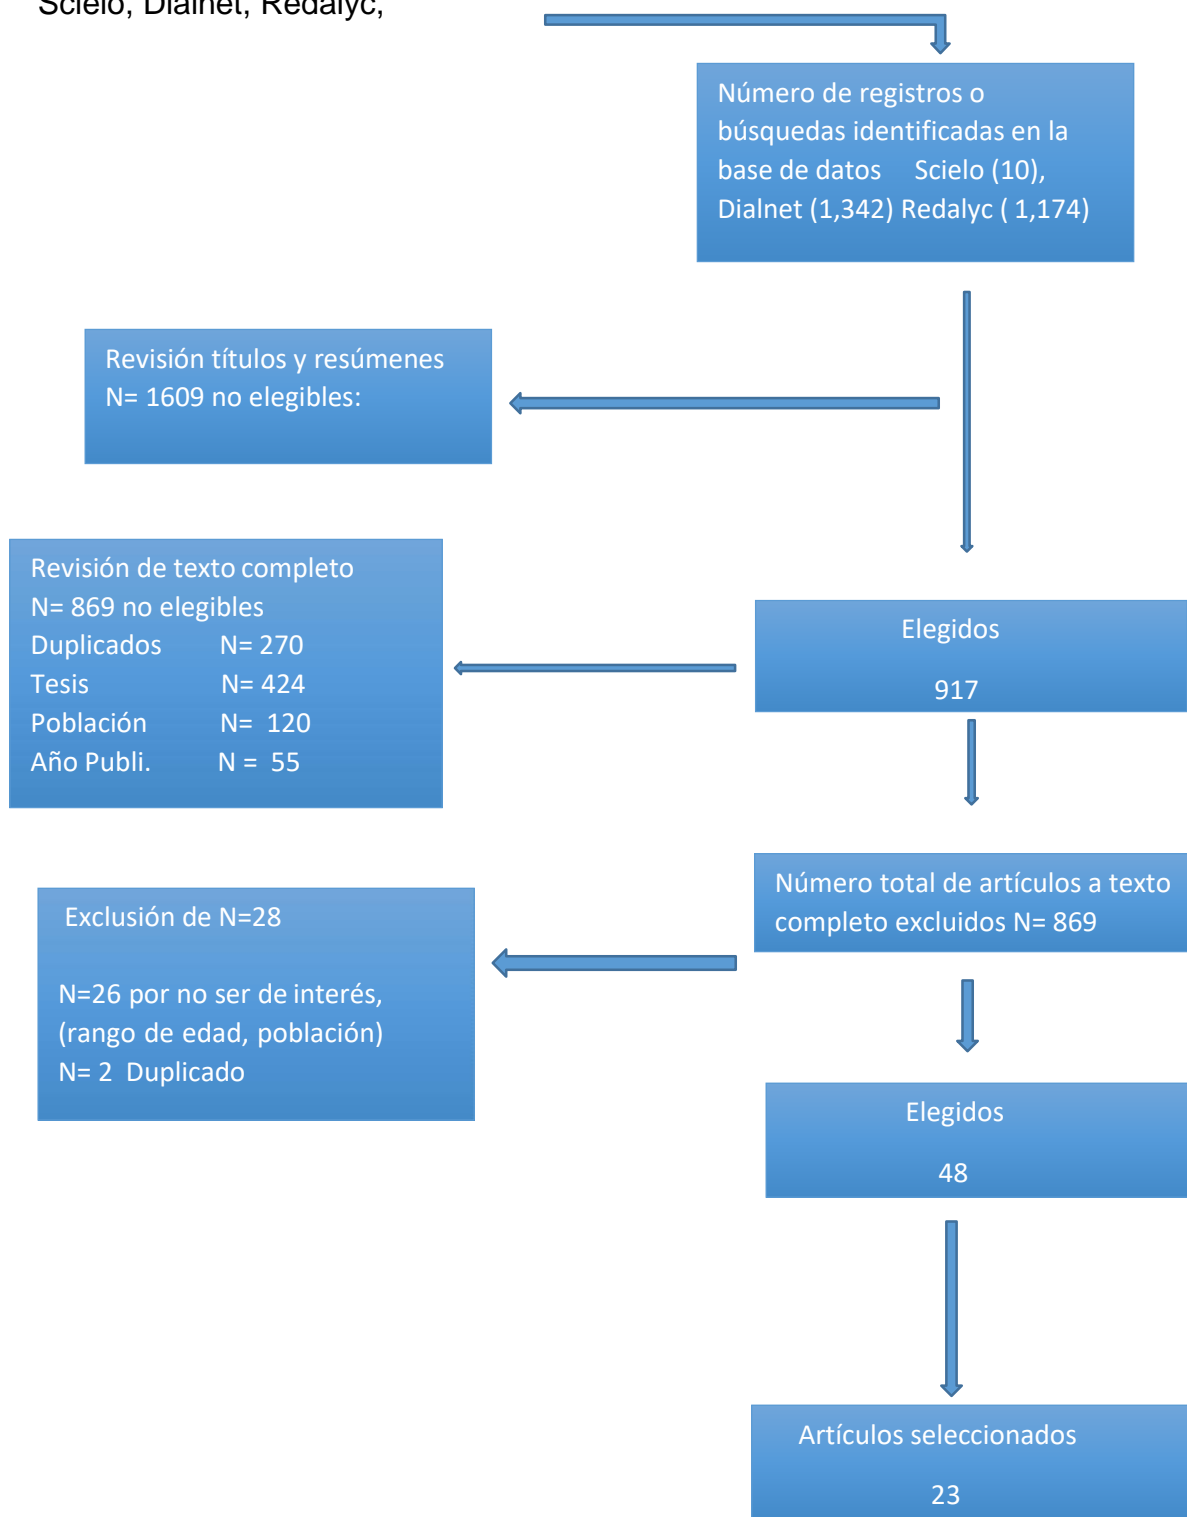 Scielo, Dialnet, Redalyc,
Número de registros o
búsquedas identificadas en la
base de datos Scielo (10),
Dialnet (1,342) Redalyc ( 1,174)
Revisión títulos y resúmenes
N= 1609 no elegibles:
Revisión de texto completo
N= 869 no elegibles
Duplicados N= 270
Tesis N= 424
Población N= 120
Año Publi. N = 55
Elegidos
917
Número total de artículos a texto
completo excluidos N= 869
Exclusión de N=28
N=26 por no ser de interés,
(rango de edad, población)
N= 2 Duplicado
Elegidos
48
Artículos seleccionados
23